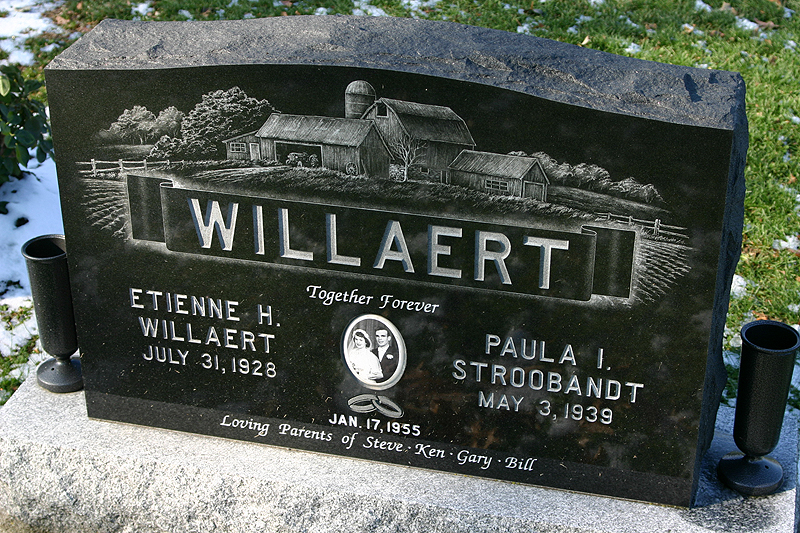 WILLAERT
Together Forever
ETIENNE H.
WILLAERT
JULY 31, 1928
PAULA I.
STROOBANDT
MAY 3, 1939
JAN. 17, 1955
Loving Parents of Steve · Ken · Gary · Bill